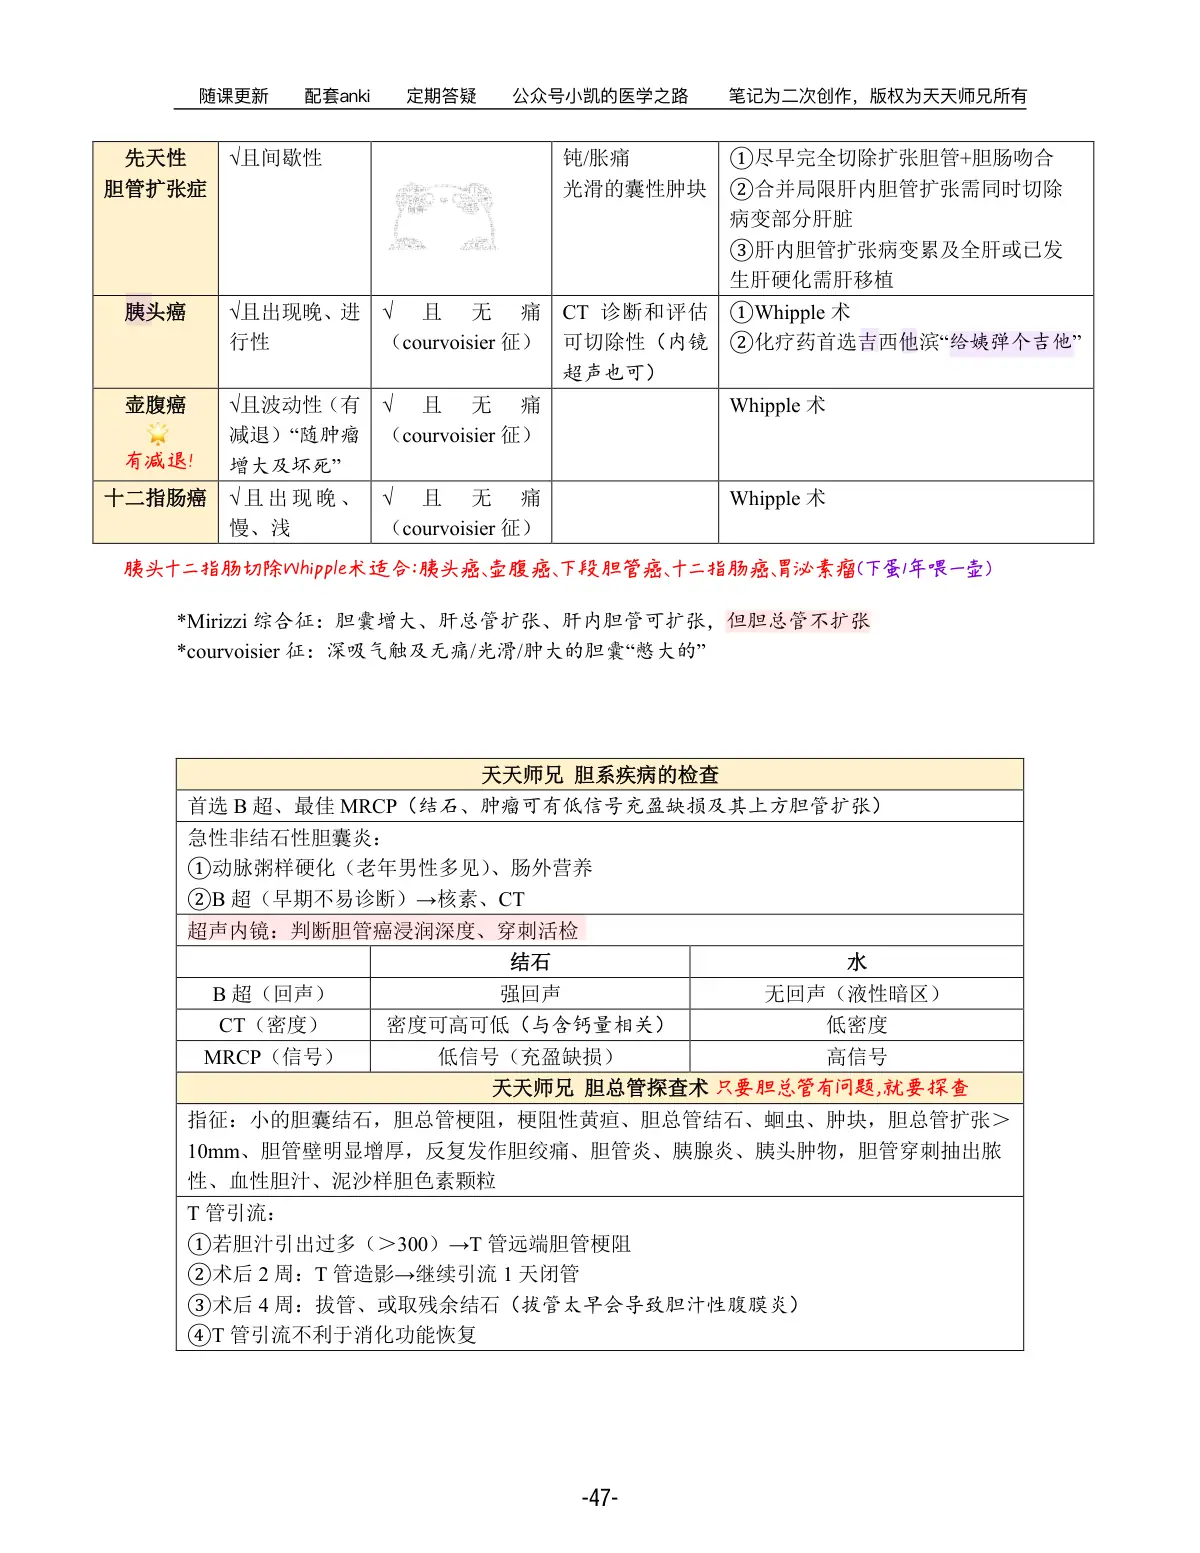 随课更新 配套anki 定期答疑 公众号小凯的医学之路 笔记为二次创作，版权为天天师兄所有
先天性
胆管扩张症
√且间歇性
钝/胀痛
光滑的囊性肿块
①尽早完全切除扩张胆管+胆肠吻合
②合并局限肝内胆管扩张需同时切除
病变部分肝脏
③肝内胆管扩张病变累及全肝或已发
生肝硬化需肝移植
胰头癌
√且出现晚、进
行性
√ 且 无 痛
（courvoisier 征）
CT 诊断和评估
可切除性（内镜
超声也可）
①Whipple 术
②化疗药首选吉西他滨“给姨弹个吉他”
壶腹癌
有减退!
√且波动性（有
减退）“随肿瘤
增大及坏死”
√ 且 无 痛
（courvoisier 征）
Whipple 术
十二指肠癌
√且出现晚、
慢、浅
√ 且 无 痛
（courvoisier 征）
Whipple 术
胰头十二指肠切除Whipple术适合:胰头癌、壶腹癌、下段胆管癌、十二指肠癌、胃泌素瘤(下蛋1年喂一壶)
*Mirizzi 综合征：胆囊增大、肝总管扩张、肝内胆管可扩张，但胆总管不扩张
*courvoisier 征：深吸气触及无痛/光滑/肿大的胆囊“憋大的”
天天师兄 胆系疾病的检查
首选 B 超、最佳 MRCP（结石、肿瘤可有低信号充盈缺损及其上方胆管扩张）
急性非结石性胆囊炎：
①动脉粥样硬化（老年男性多见）、肠外营养
②B 超（早期不易诊断）→核素、CT
超声内镜：判断胆管癌浸润深度、穿刺活检
结石 水
B 超（回声） 强回声 无回声（液性暗区）
CT（密度） 密度可高可低（与含钙量相关） 低密度
MRCP（信号） 低信号（充盈缺损） 高信号
天天师兄 胆总管探查术 只要胆总管有问题,就要探查
指征：小的胆囊结石，胆总管梗阻，梗阻性黄疸、胆总管结石、蛔虫、肿块，胆总管扩张＞
10mm、胆管壁明显增厚，反复发作胆绞痛、胆管炎、胰腺炎、胰头肿物，胆管穿刺抽出脓
性、血性胆汁、泥沙样胆色素颗粒
T 管引流：
①若胆汁引出过多（＞300）→T 管远端胆管梗阻
②术后 2 周：T 管造影→继续引流 1 天闭管
③术后 4 周：拔管、或取残余结石（拔管太早会导致胆汁性腹膜炎）
④T 管引流不利于消化功能恢复
-47-